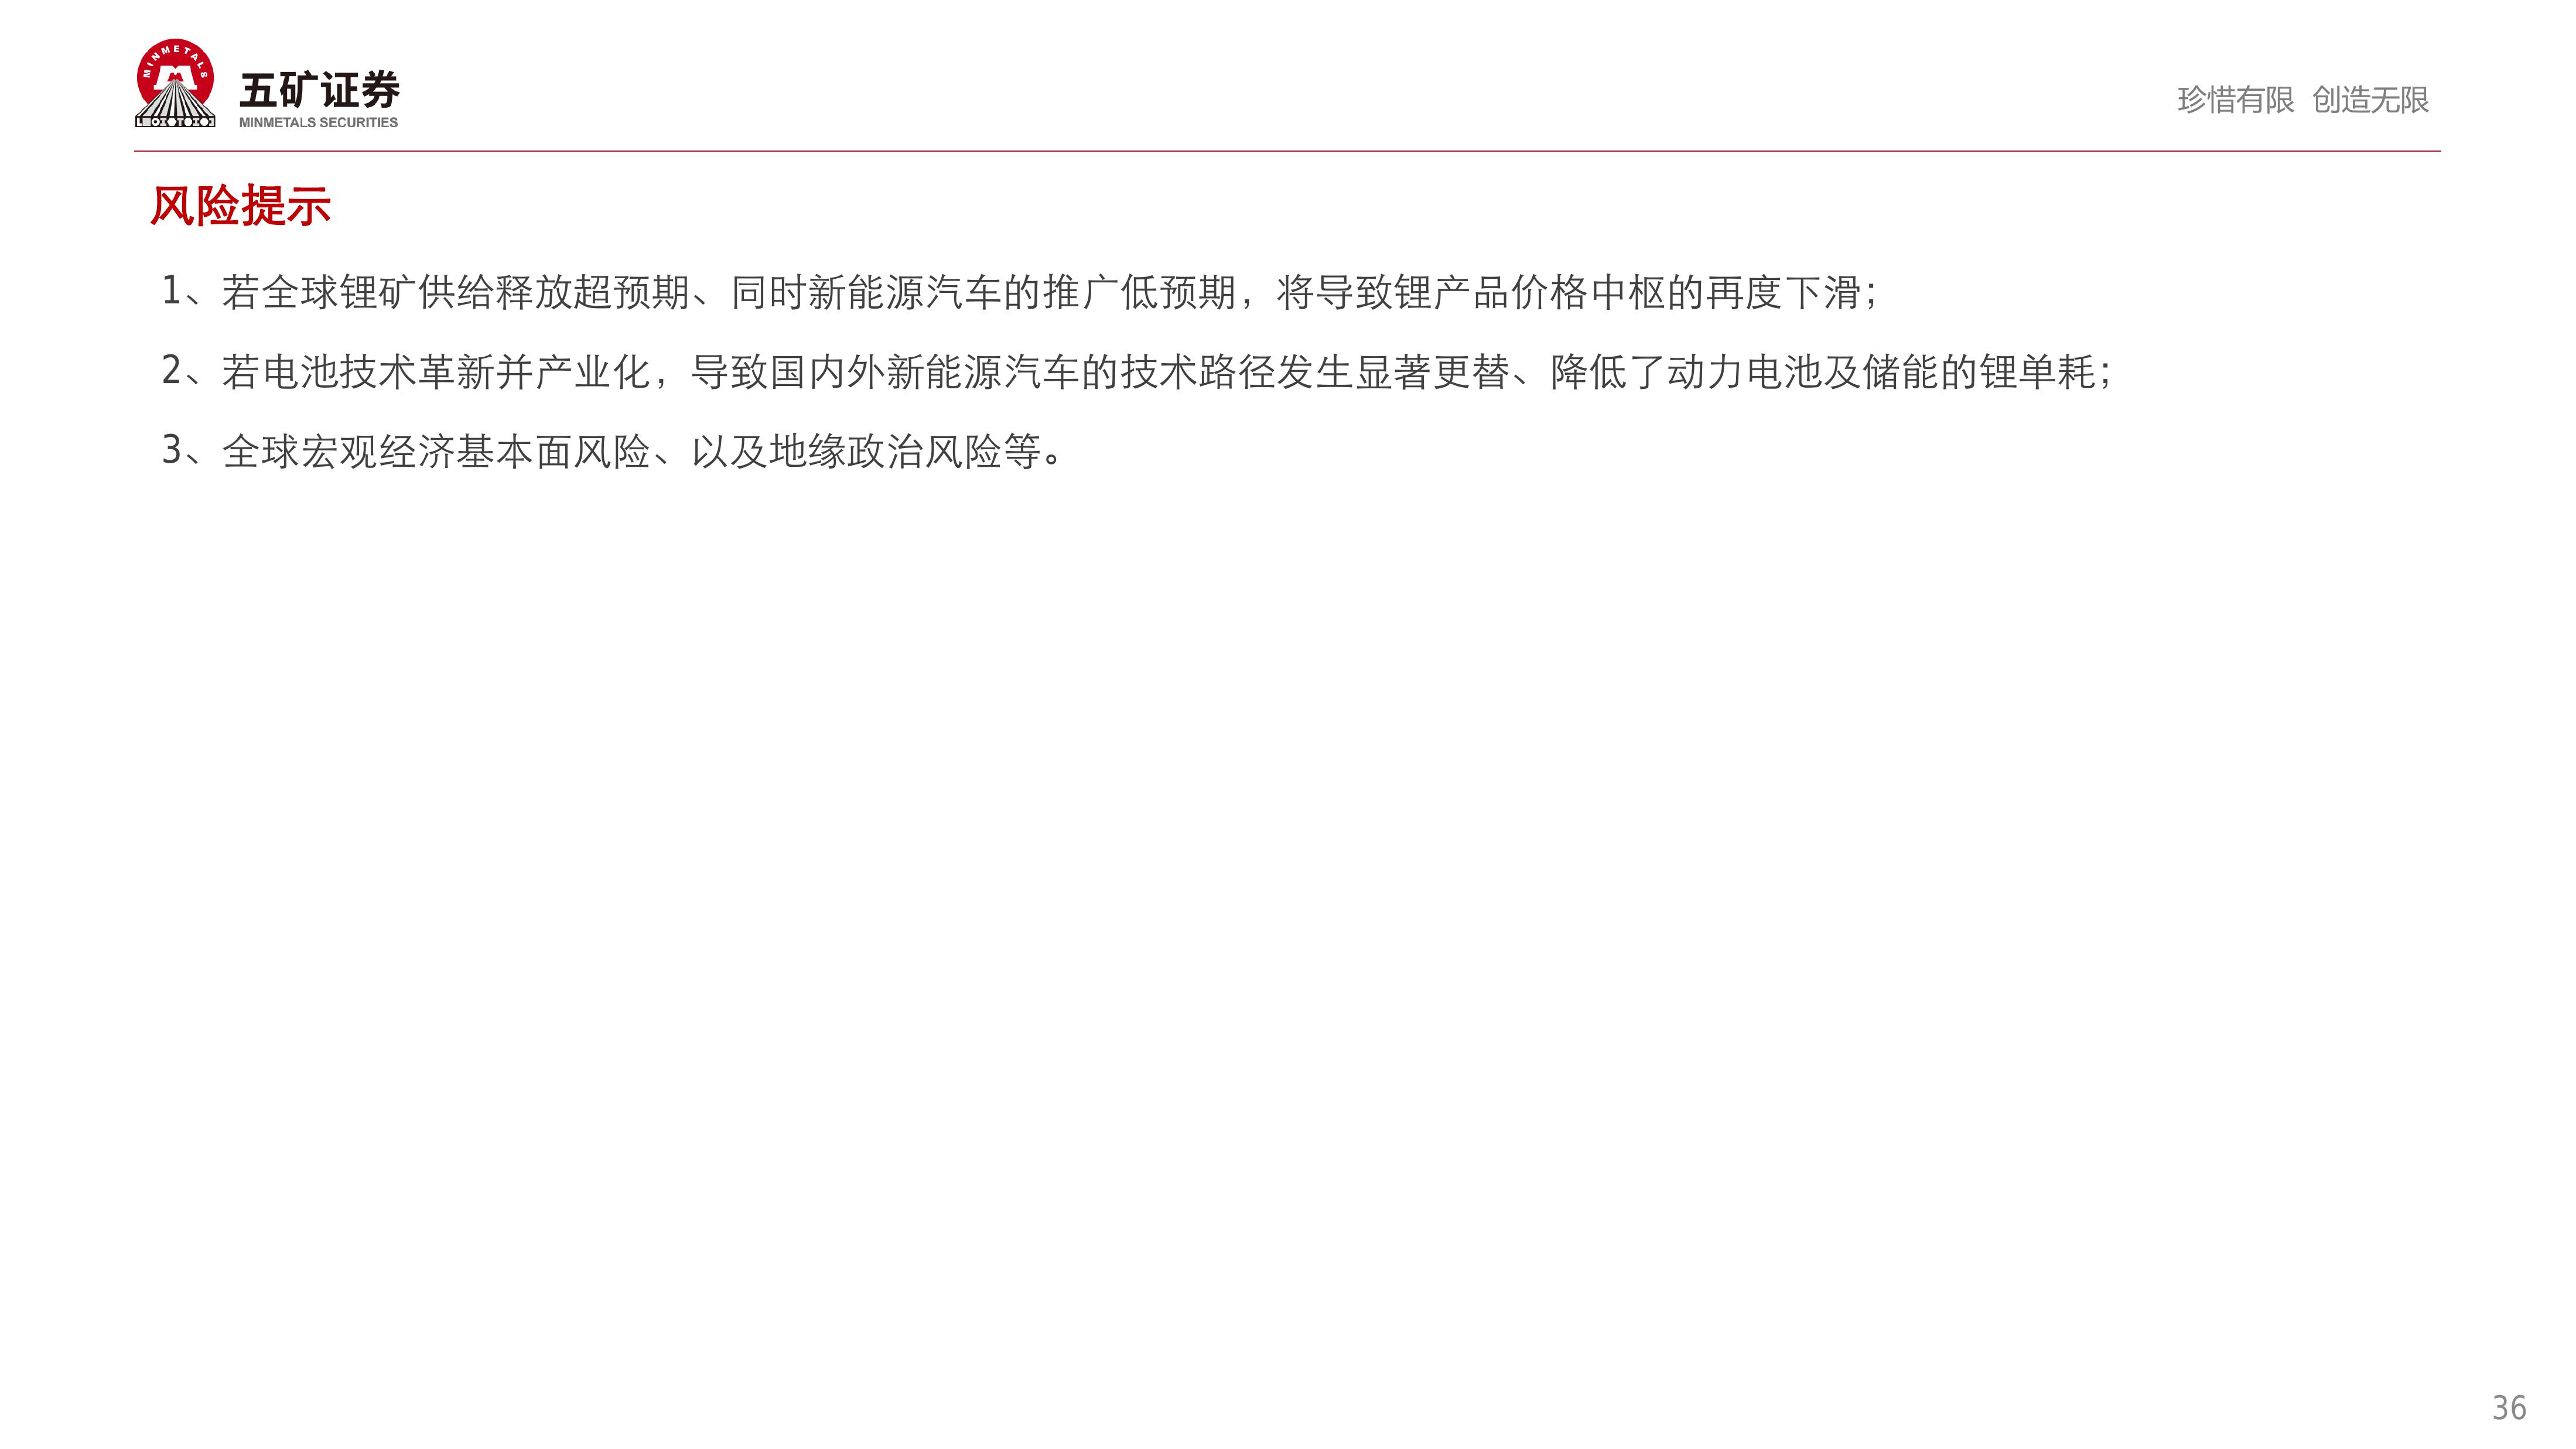 MINMETALS
五矿证券
MINMETALS SECURITIES
珍惜有限 创造无限
风险提示
1、若全球锂矿供给释放超预期、同时新能源汽车的推广低预期，将导致锂产品价格中枢的再度下滑；
2、若电池技术革新并产业化，导致国内外新能源汽车的技术路径发生显著更替、降低了动力电池及储能的锂单耗；
3、全球宏观经济基本面风险、以及地缘政治风险等。
36